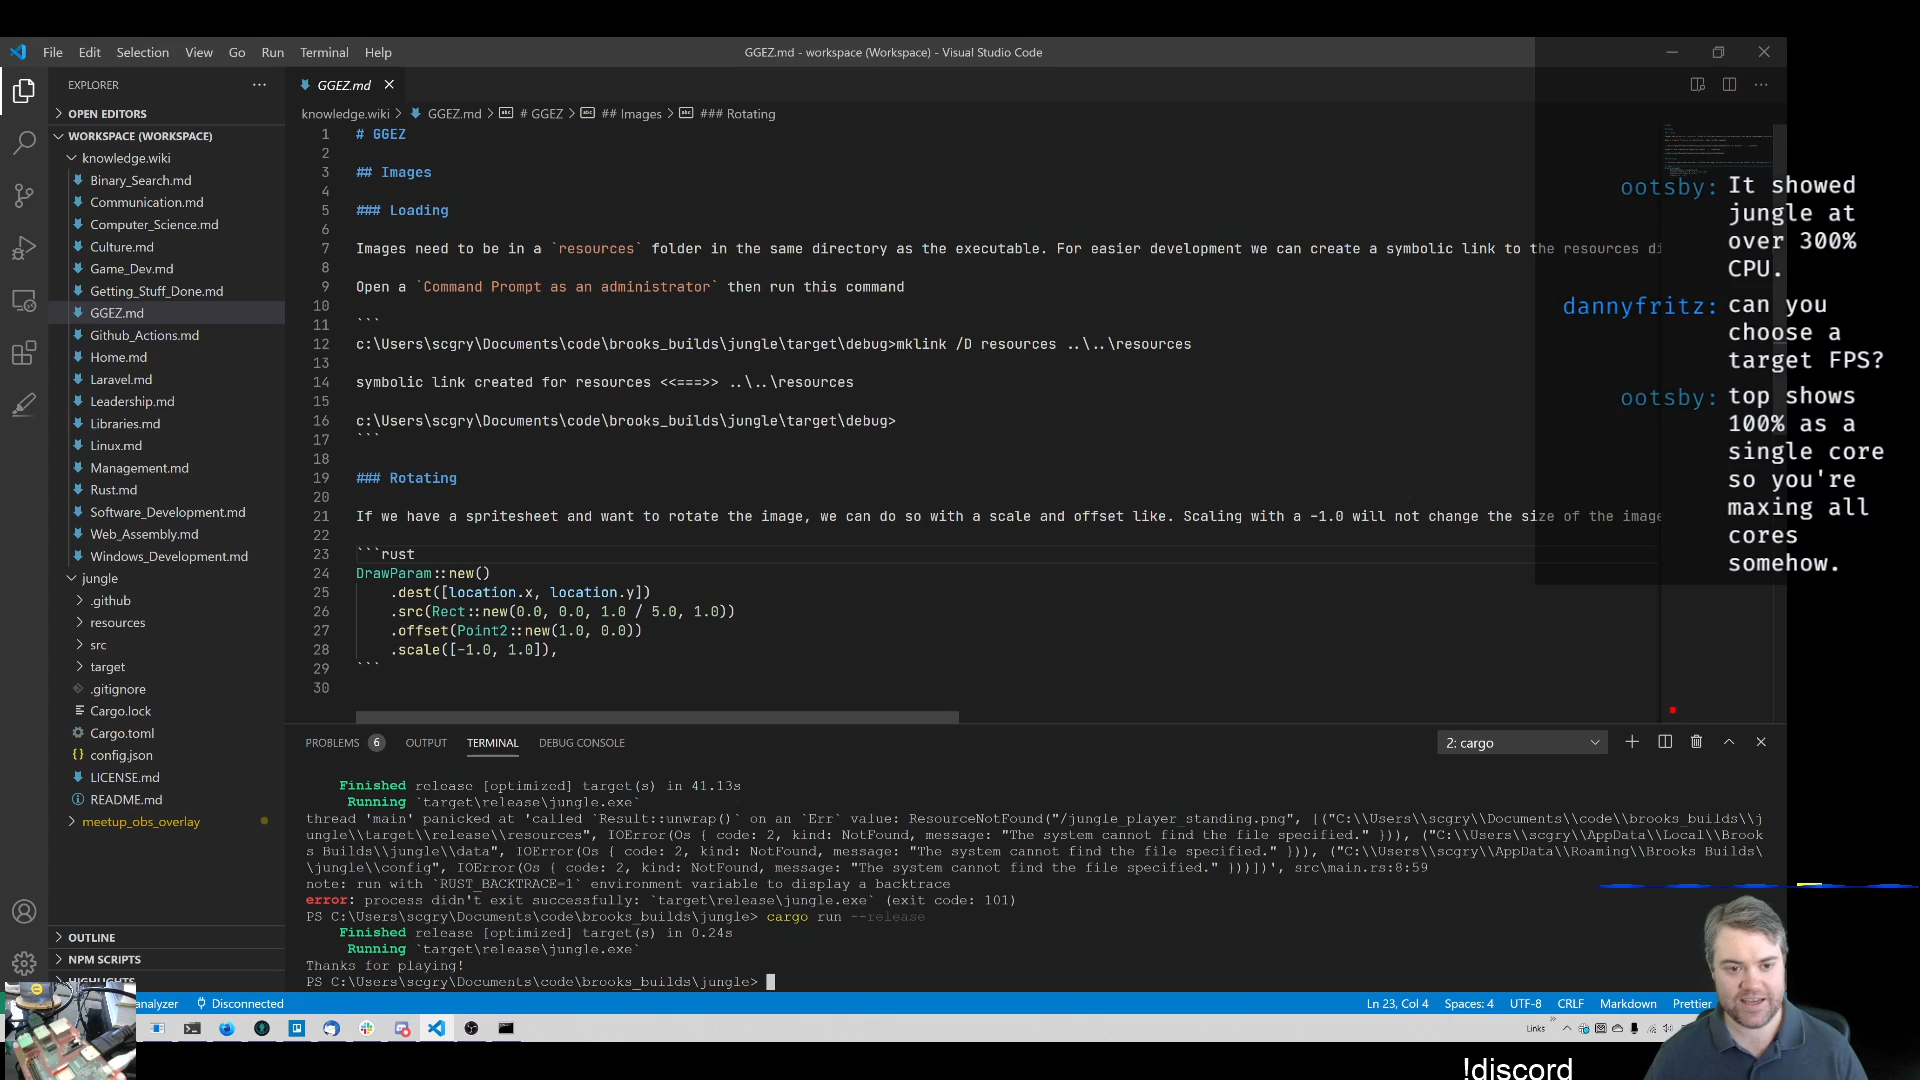 File Edit Selection View Go Run Terminal Help
GGEZ.md - workspace (Workspace) - Visual Studio Code
EXPLORER
OPEN EDITORS
WORKSPACE (WORKSPACE)
knowledge.wiki
Binary_Search.md
Communication.md
Computer_Science.md
Culture.md
Game_Dev.md
Getting_Stuff_Done.md
GGEZ.md
Github_Actions.md
Home.md
Laravel.md
Leadership.md
Libraries.md
Linux.md
Management.md
Rust.md
Software_Development.md
Web_Assembly.md
Windows_Development.md
jungle
.github
resources
src
target
.gitignore
Cargo.lock
Cargo.toml
config.json
LICENSE.md
README.md
meetup_obs_overlay
OUTLINE
NPM SCRIPTS
HIGHLIGHTS
GGEZ.md
knowledge.wiki > GGEZ.md > # GGEZ > ## Images > ### Rotating
1 # GGEZ
2
3 ## Images
4
5 ### Loading
6
7 Images need to be in a `resources` folder in the same directory as the executable. For easier development we can create a symbolic link to the resources di
8
9 Open a `Command Prompt as an administrator` then run this command
10
11 ```
12 c:\Users\scgry\Documents\code\brooks_builds\jungle\target\debug>mklink /D resources ..\..\resources
13
14 symbolic link created for resources <<===>> ..\..\resources
15
16 c:\Users\scgry\Documents\code\brooks_builds\jungle\target\debug>
17 ```
18
19 ### Rotating
20
21 If we have a spritesheet and want to rotate the image, we can do so with a scale and offset like. Scaling with a -1.0 will not change the size of the image
22
23 ```rust
24 DrawParam::new()
25 .dest([location.x, location.y])
26 .src(Rect::new(0.0, 0.0, 1.0 / 5.0, 1.0))
27 .offset(Point2::new(1.0, 0.0))
28 .scale([-1.0, 1.0]),
29 ```
30
ootsby: It showed
jungle at
over 300%
CPU.
dannyfritz: can you
choose a
target FPS?
ootsby: top shows
100% as a
single core
so you're
maxing all
cores
somehow.
PROBLEMS 6 OUTPUT TERMINAL DEBUG CONSOLE
2: cargo
Finished release [optimized] target(s) in 41.13s
Running `target\release\jungle.exe`
thread 'main' panicked at 'called `Result::unwrap()` on an `Err` value: ResourceNotFound("/jungle_player_standing.png", [("C:\\Users\\scgry\\Documents\\code\\brooks_builds\\j
ungle\\target\\release\\resources", IOError(Os { code: 2, kind: NotFound, message: "The system cannot find the file specified." })), ("C:\\Users\\scgry\\AppData\\Local\\Brook
s Builds\\jungle\\data", IOError(Os { code: 2, kind: NotFound, message: "The system cannot find the file specified." })), ("C:\\Users\\scgry\\AppData\\Roaming\\Brooks Builds\
\jungle\\config", IOError(Os { code: 2, kind: NotFound, message: "The system cannot find the file specified." }))])', src\main.rs:8:59
note: run with `RUST_BACKTRACE=1` environment variable to display a backtrace
error: process didn't exit successfully: `target\release\jungle.exe` (exit code: 101)
PS C:\Users\scgry\Documents\code\brooks_builds\jungle> cargo run --release
Finished release [optimized] target(s) in 0.24s
Running `target\release\jungle.exe`
Thanks for playing!
PS C:\Users\scgry\Documents\code\brooks_builds\jungle>
analyzer Disconnected
Ln 23, Col 4 Spaces: 4 UTF-8 CRLF Markdown Prettier
Links
!discord